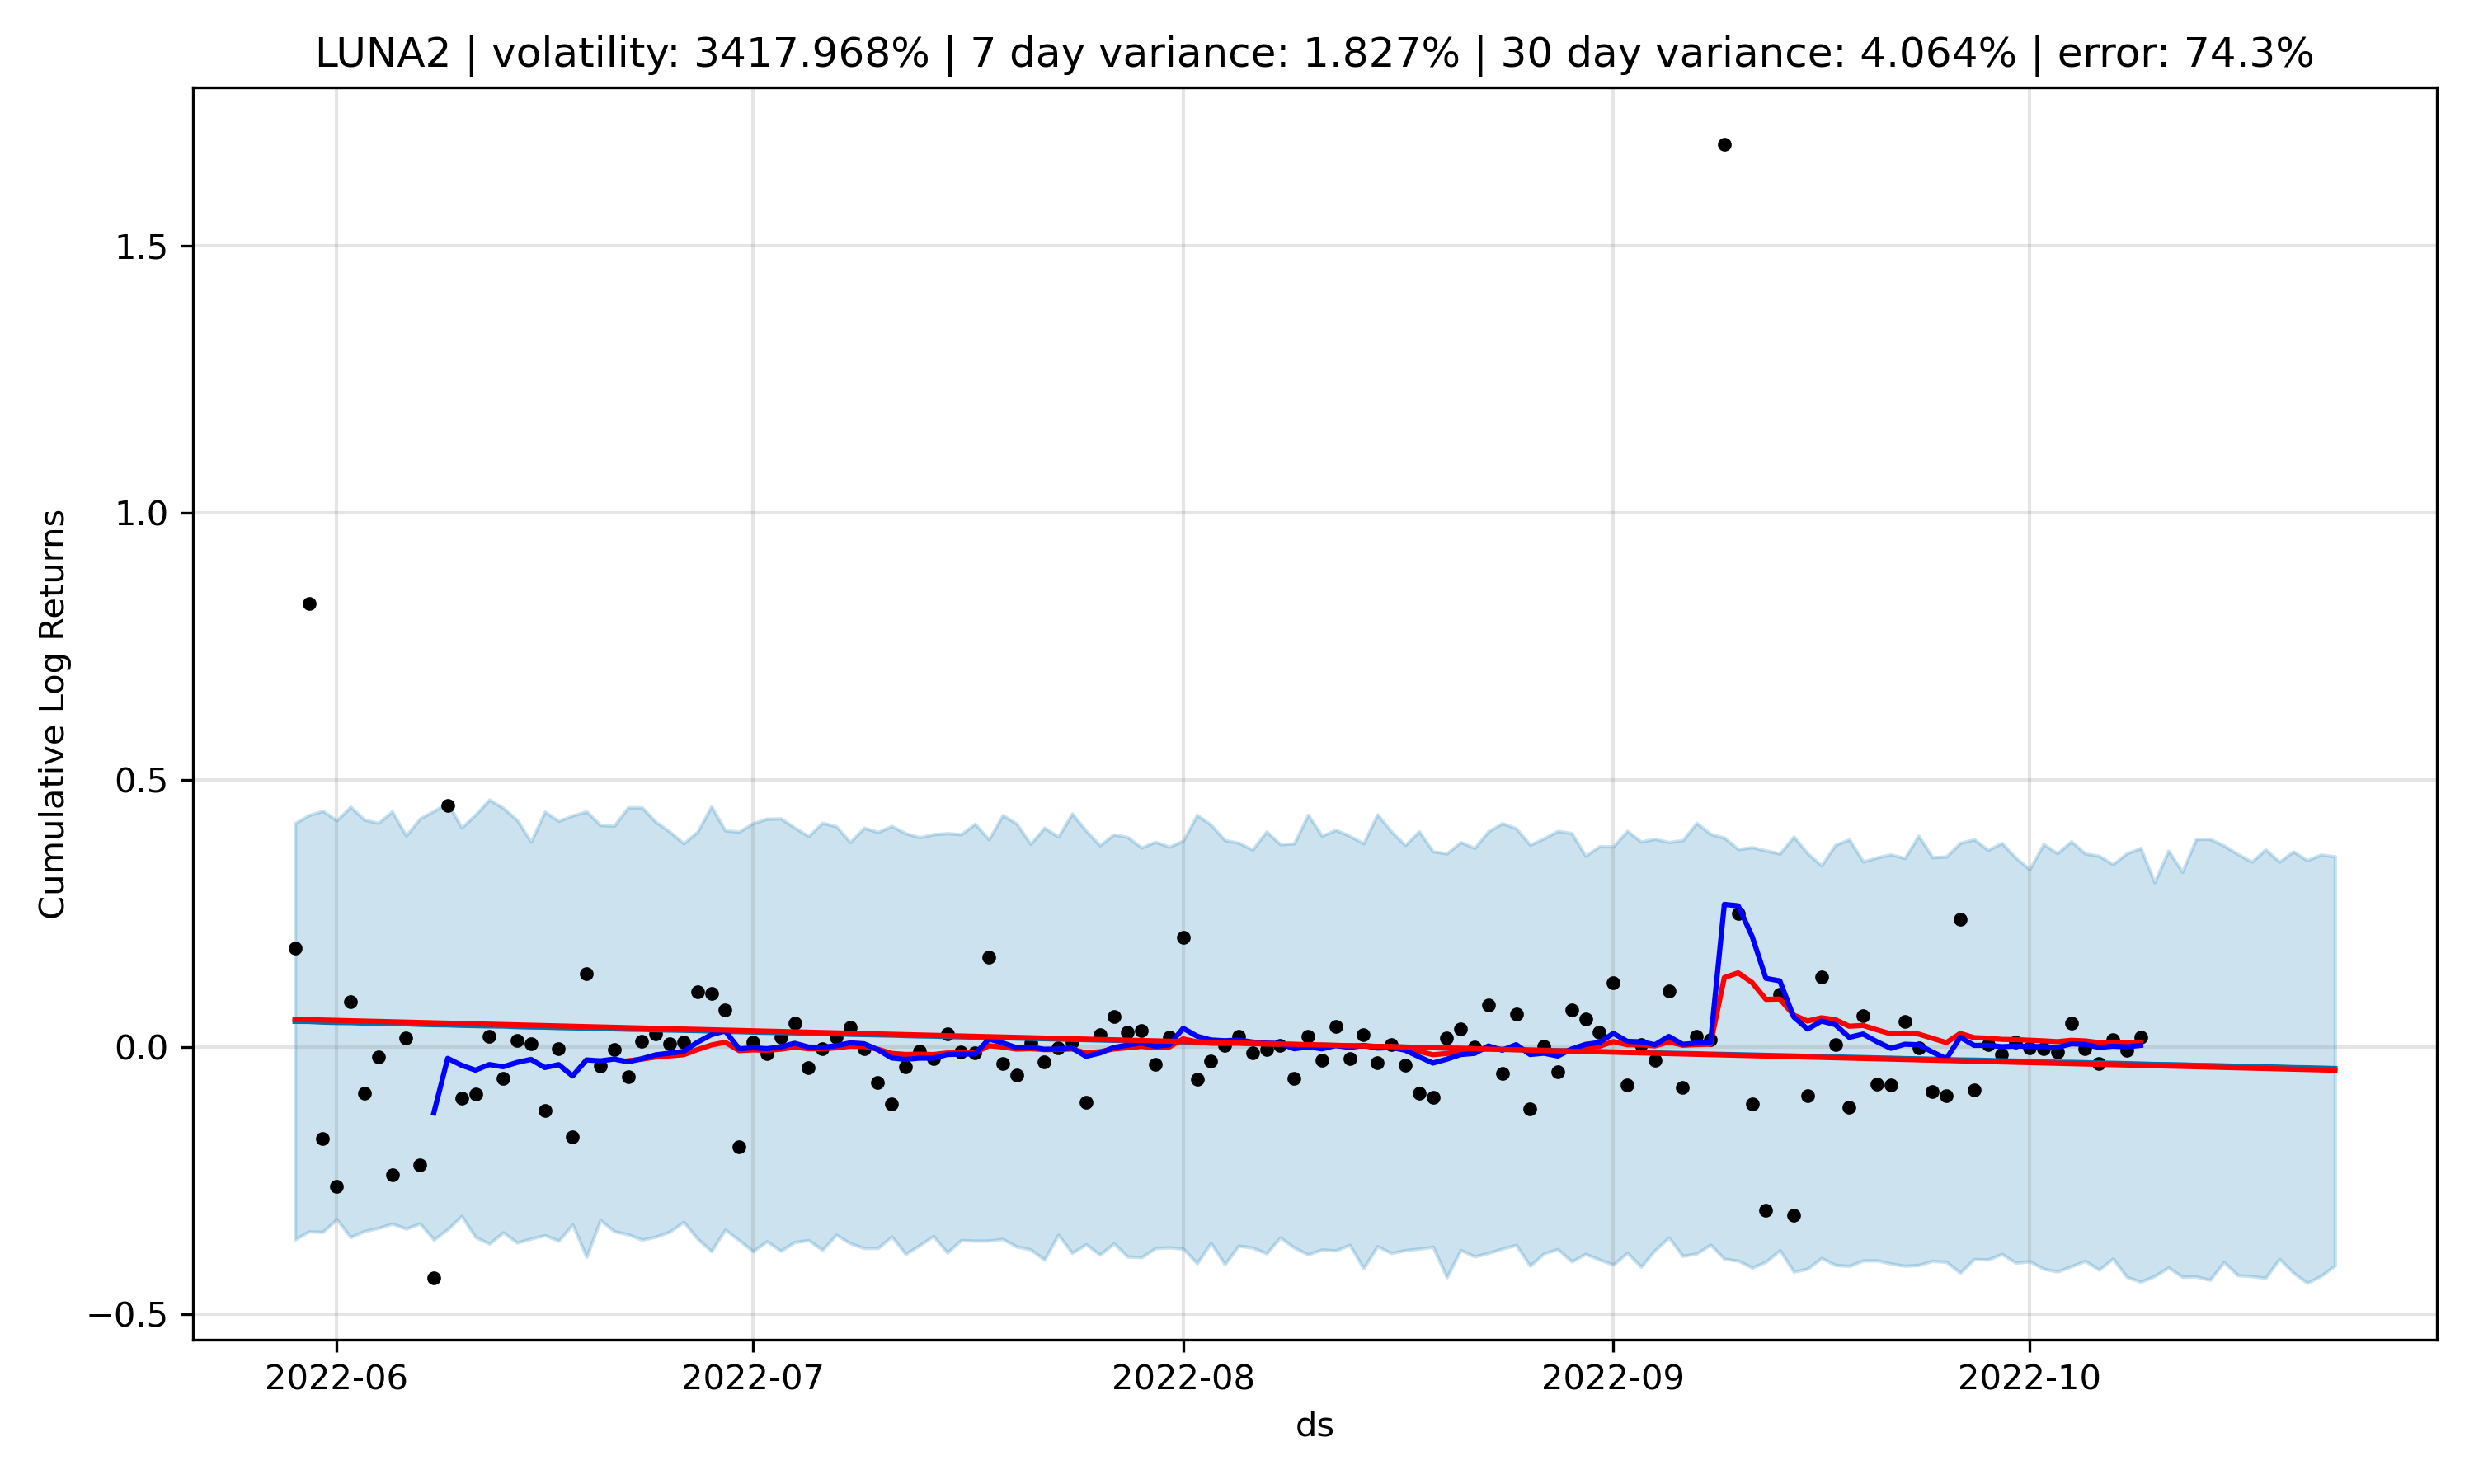 LUNA2 | volatility: 3417.968% | 7 day variance: 1.827% | 30 day variance: 4.064% | error: 74.3%
Cumulative Log Returns
1.5
1.0
0.5
0.0
−0.5
2022-06 2022-07 2022-08 2022-09 2022-10
ds